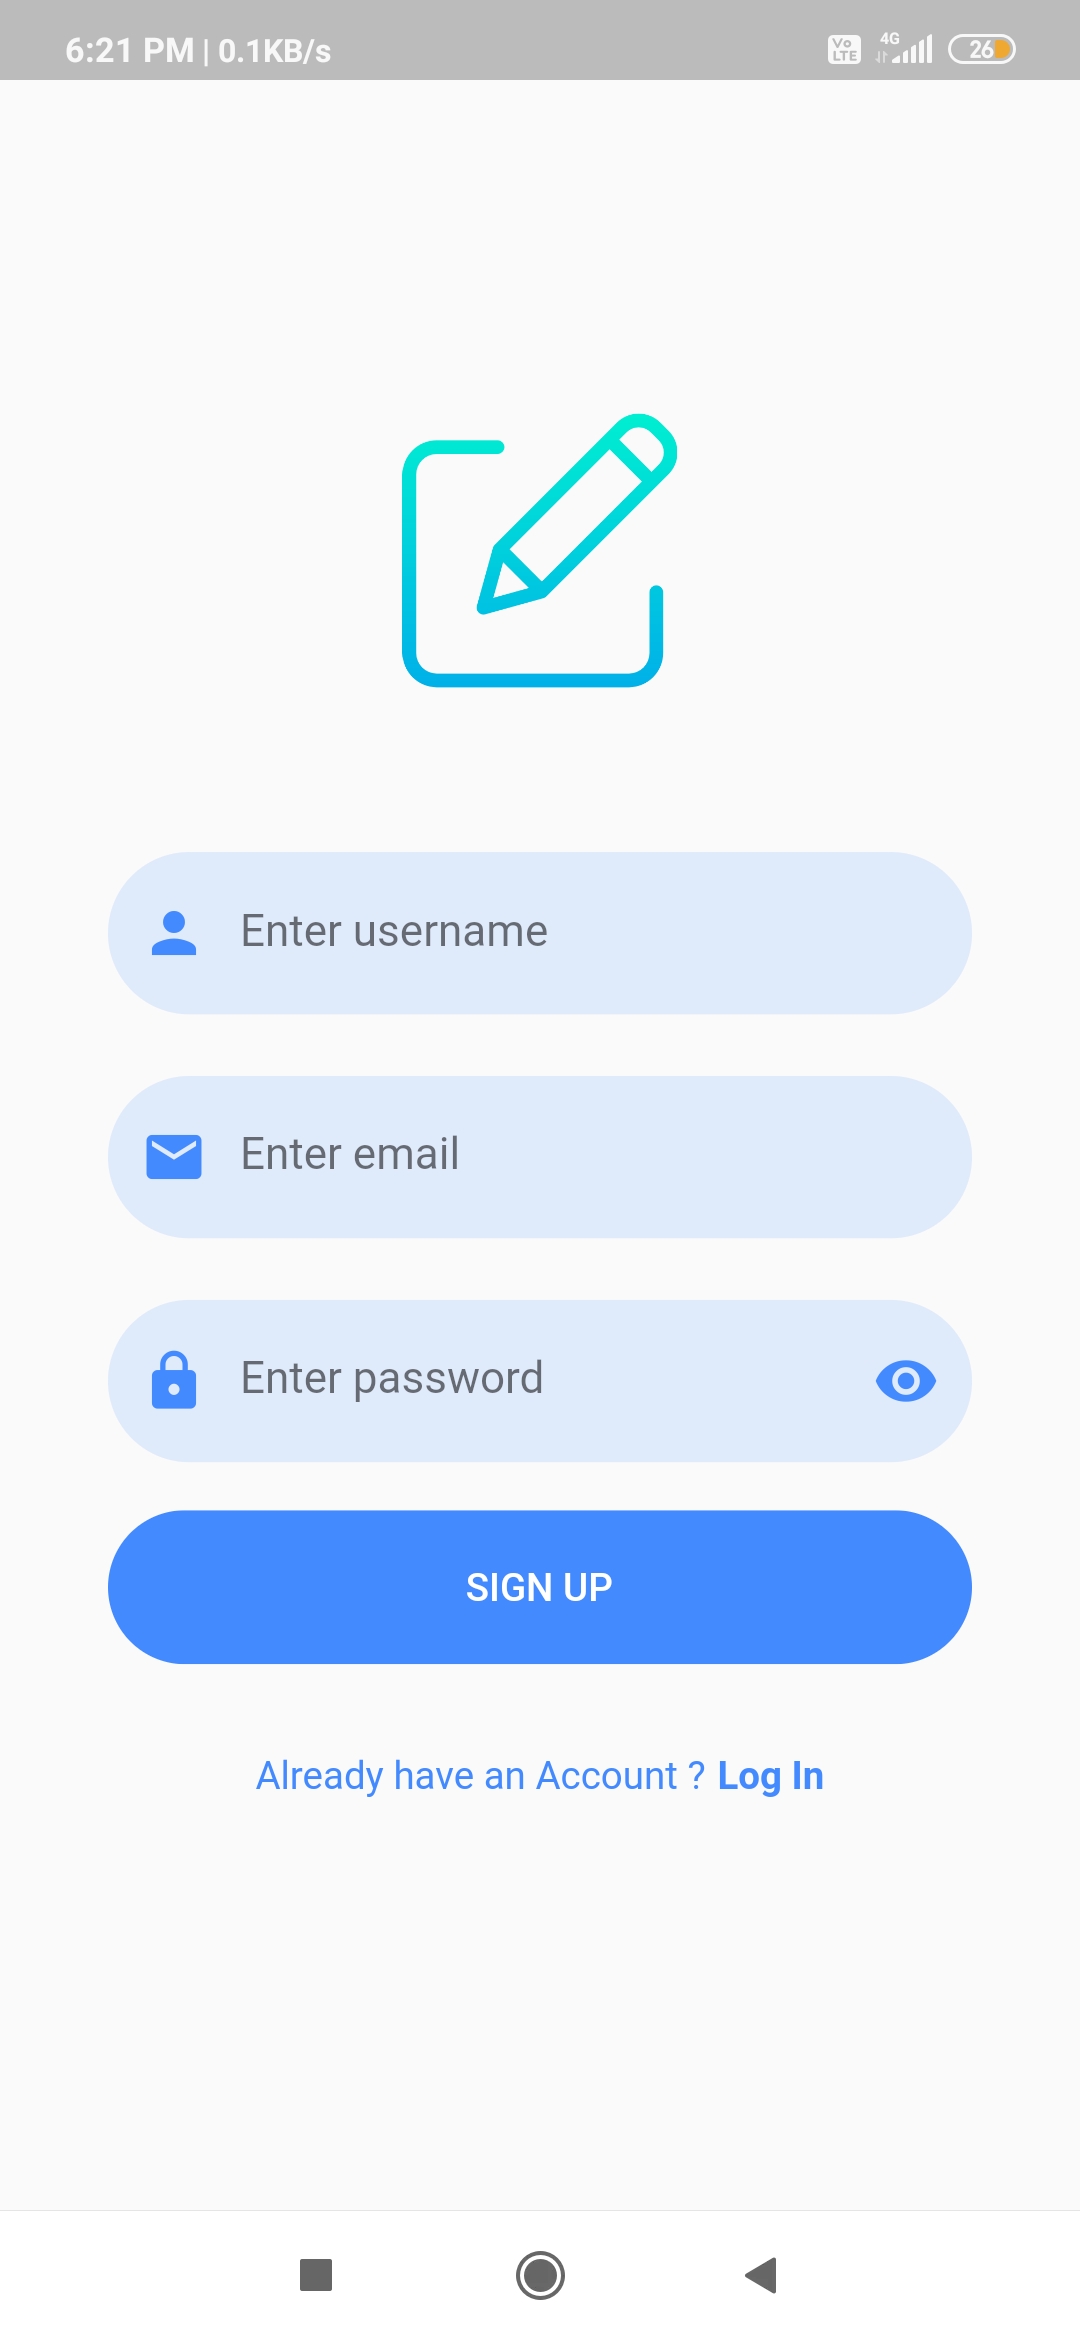 6:21 PM | 0.1KB/s Vo LTE 4G 26
Enter username
Enter email
Enter password
SIGN UP
Already have an Account ? Log In